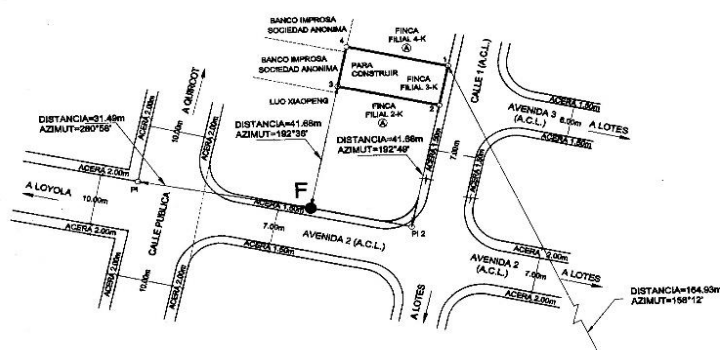 BANCO IMPROSA
SOCIEDAD ANONIMA
FINCA
FILIAL 4-K
A
4
1
BANCO IMPROSA
SOCIEDAD ANONIMA
PARA
CONSTRUIR
FINCA
FILIAL 3-K
3
2
LUO XIAOPENG
FINCA
FILIAL 2-K
A
CALLE 1 (A.C.L.)
ACERA 1.50m
AVENIDA 3
(A.C.L.)
6.00m
A LOTES
ACERA 1.50m
A QUIRCOT
ACERA 2.00m
10.00m
ACERA 2.00m
DISTANCIA=31.49m
AZIMUT=280°56'
DISTANCIA=41.68m
AZIMUT=192°36'
DISTANCIA=41.68m
AZIMUT=192°49'
ACERA 1.50m
7.00m
ACERA 1.50m
ACERA 2.00m
A LOYOLA
10.00m
PI
F
ACERA 1.50m
7.00m
AVENIDA 2 (A.C.L.)
PI 2
ACERA 2.00m
CALLE PUBLICA
ACERA 1.50m
ACERA 2.00m
10.00m
ACERA 2.00m
AVENIDA 2
(A.C.L.)
7.00m
A LOTES
ACERA 2.00m
A LOTES
DISTANCIA=164.93m
AZIMUT=156°12'